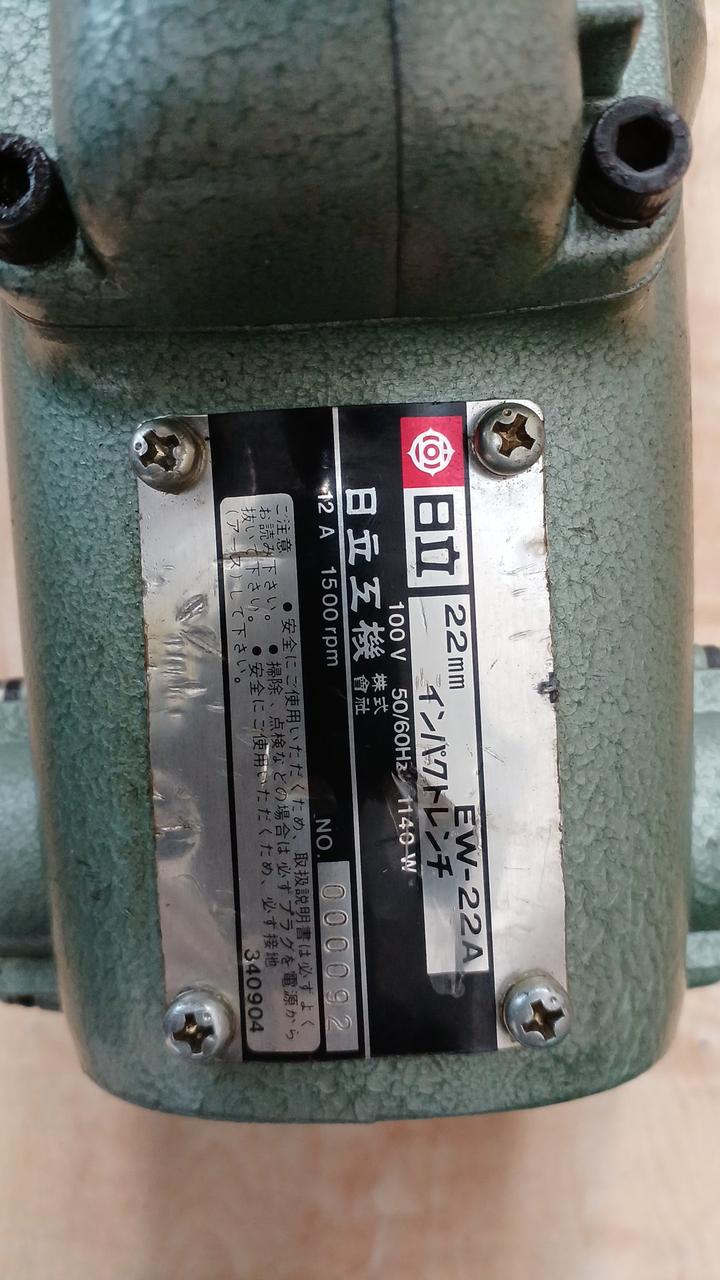 日立
22mm EW-22A
インパクトレンチ
100 V 50/60Hz 1140 W
12 A 1500 rpm
日立工機 株式會社
NO. 000092
ご注意 ● 安全にご使用いただくため、取扱説明書は必ずよく
お読み下さい。 ● 掃除、点検などの場合は必ずプラグを電源から
抜いて下さい。 ● 安全にご使用いただくため、必ず接地
(アース)して下さい。
340904